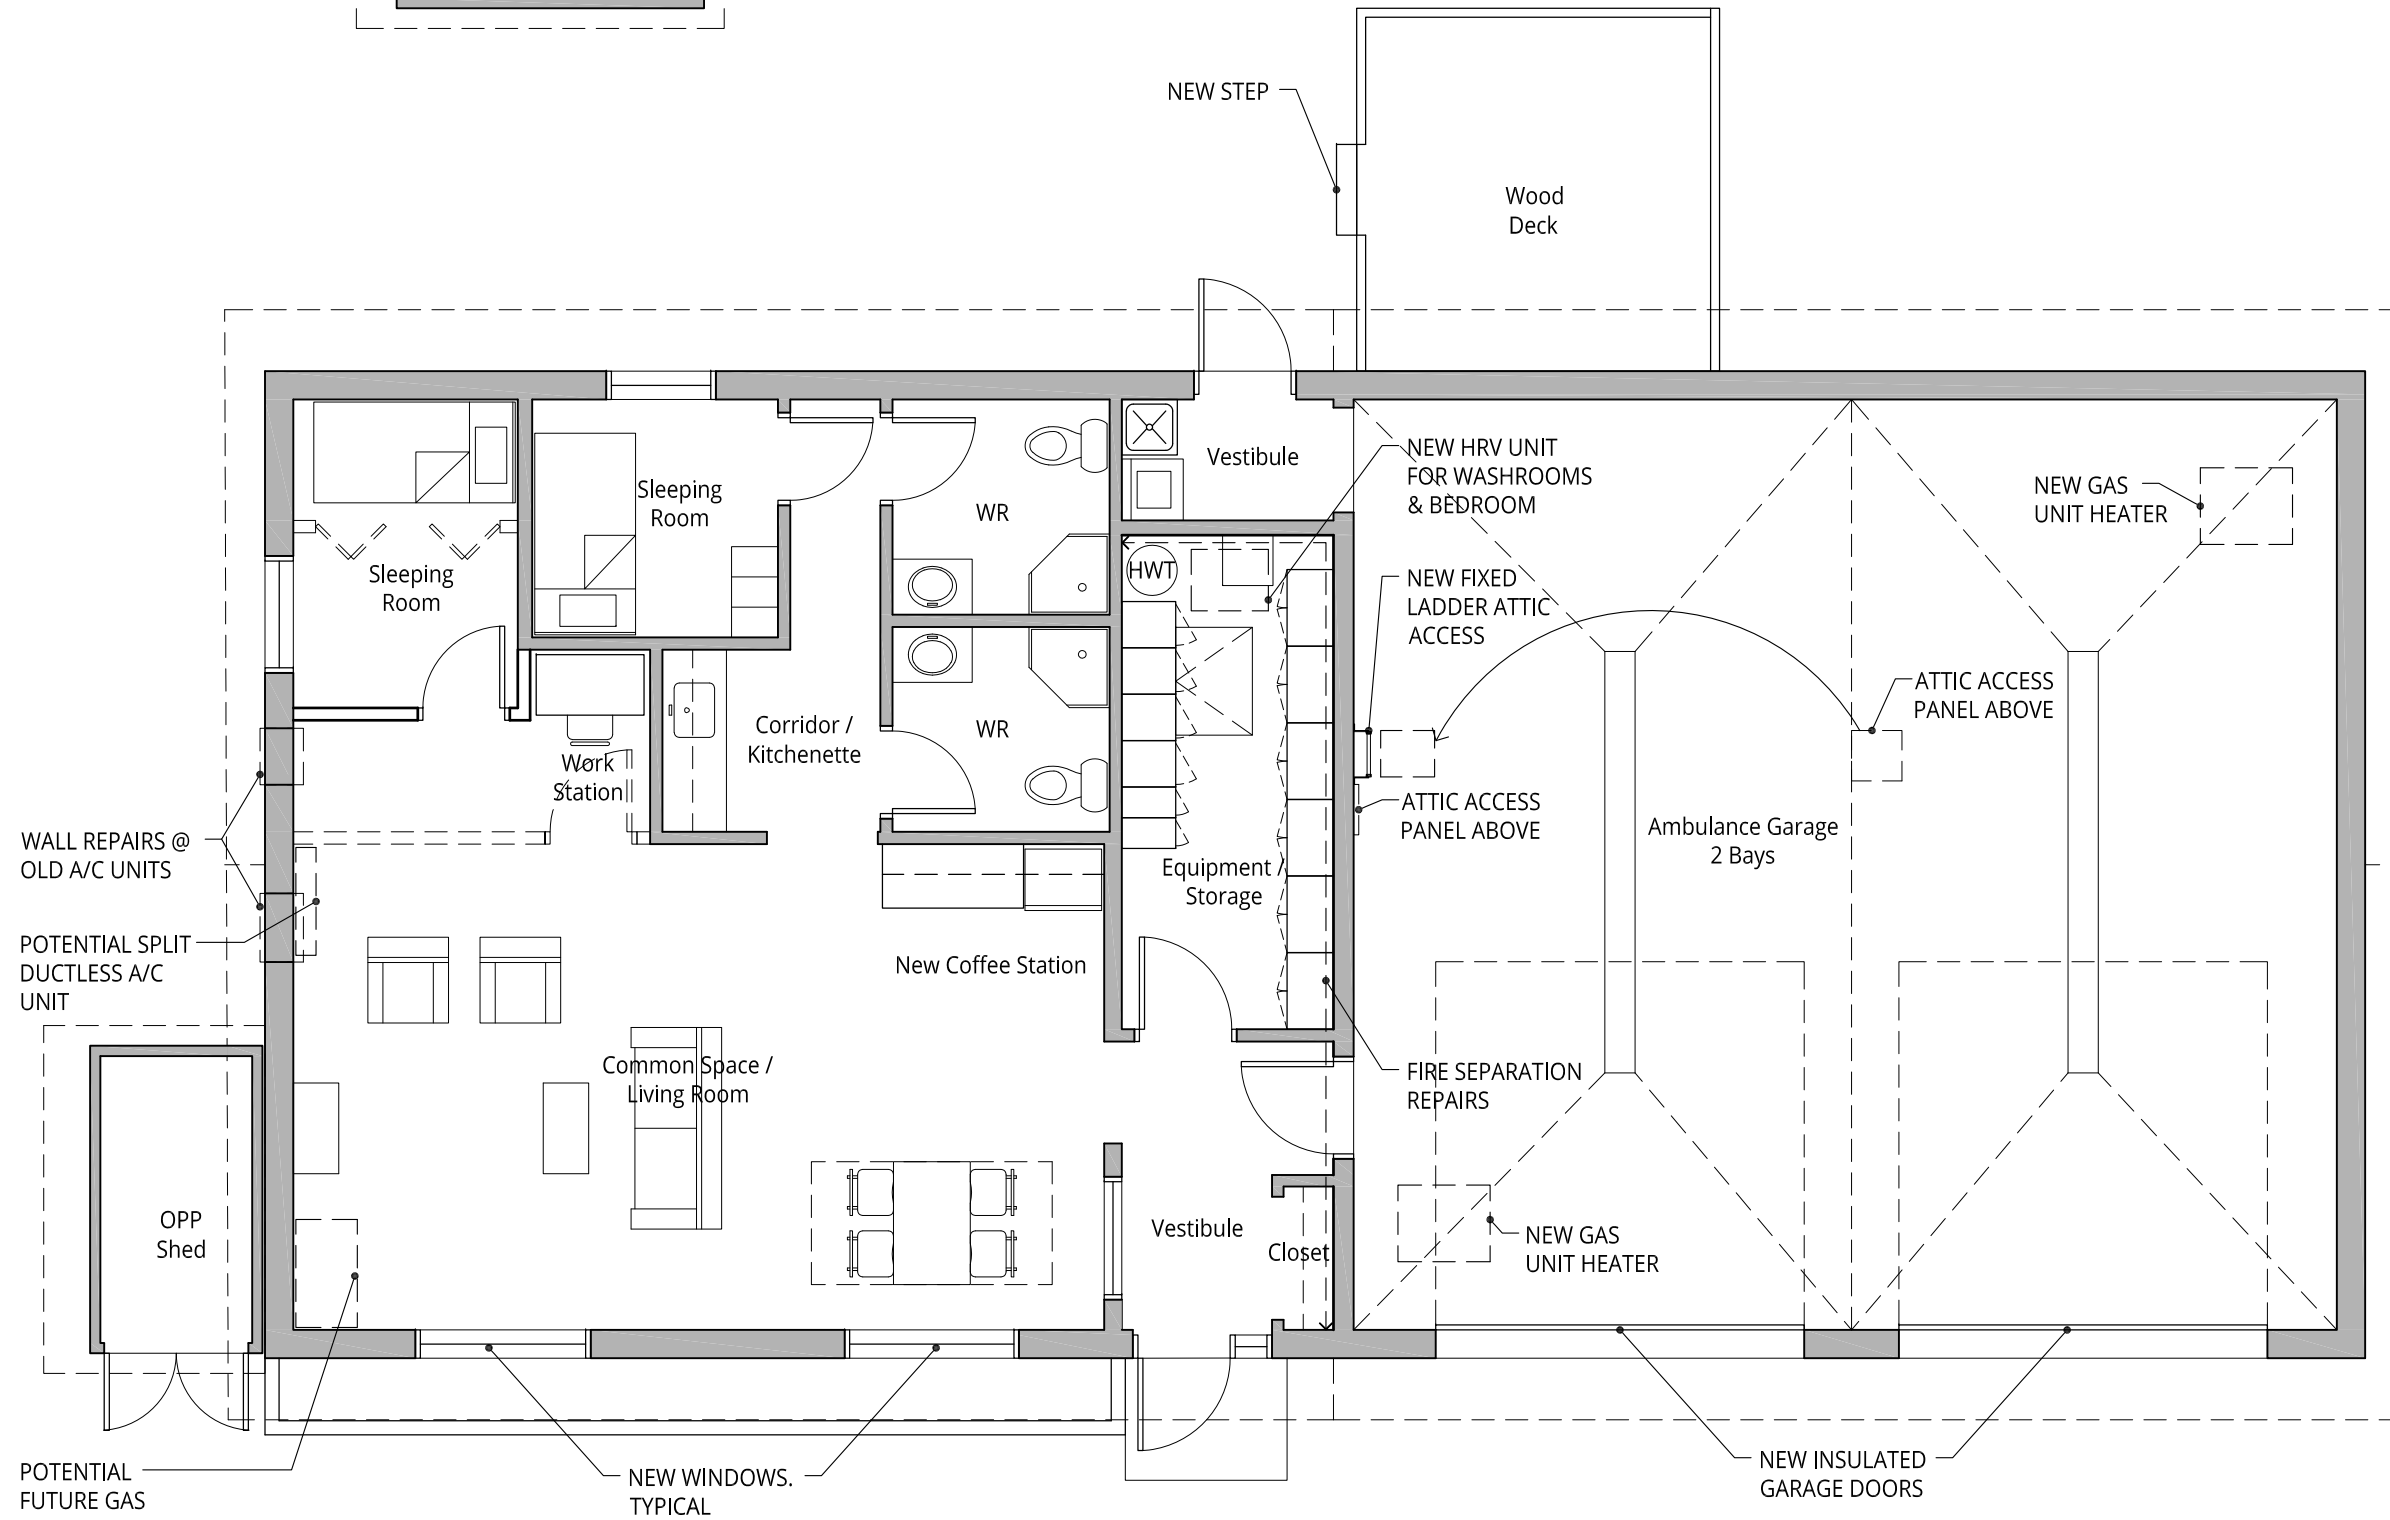 NEW STEP
Wood
Deck
Vestibule
NEW HRV UNIT
FOR WASHROOMS
& BEDROOM
NEW GAS
UNIT HEATER
Sleeping
Room
WR
Sleeping
Room
HWT
NEW FIXED
LADDER ATTIC
ACCESS
ATTIC ACCESS
PANEL ABOVE
Corridor /
Kitchenette
WR
Work
Station
ATTIC ACCESS
PANEL ABOVE
Ambulance Garage
2 Bays
WALL REPAIRS @
OLD A/C UNITS
Equipment /
Storage
POTENTIAL SPLIT
DUCTLESS A/C
UNIT
New Coffee Station
Common Space /
Living Room
FIRE SEPARATION
REPAIRS
OPP
Shed
Vestibule
Closet
NEW GAS
UNIT HEATER
POTENTIAL
FUTURE GAS
NEW WINDOWS.
TYPICAL
NEW INSULATED
GARAGE DOORS